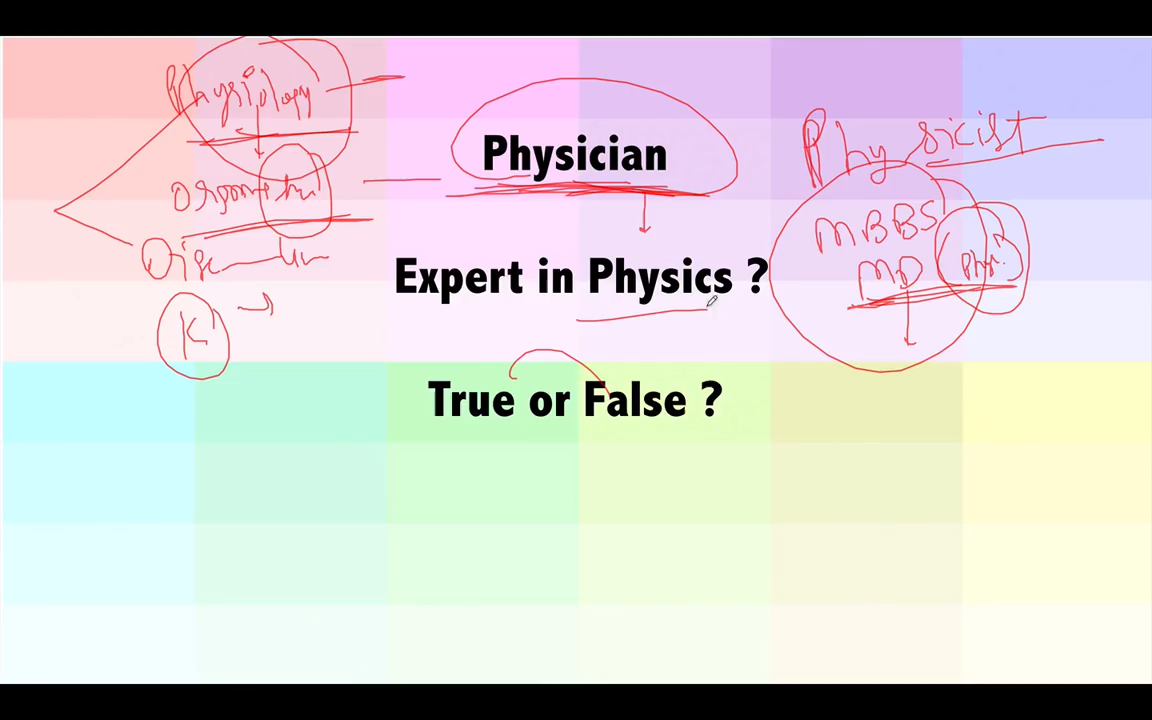 Physiology
Physician
Physicist
MBBS
MD
Expert in Physics ?
K
True or False ?